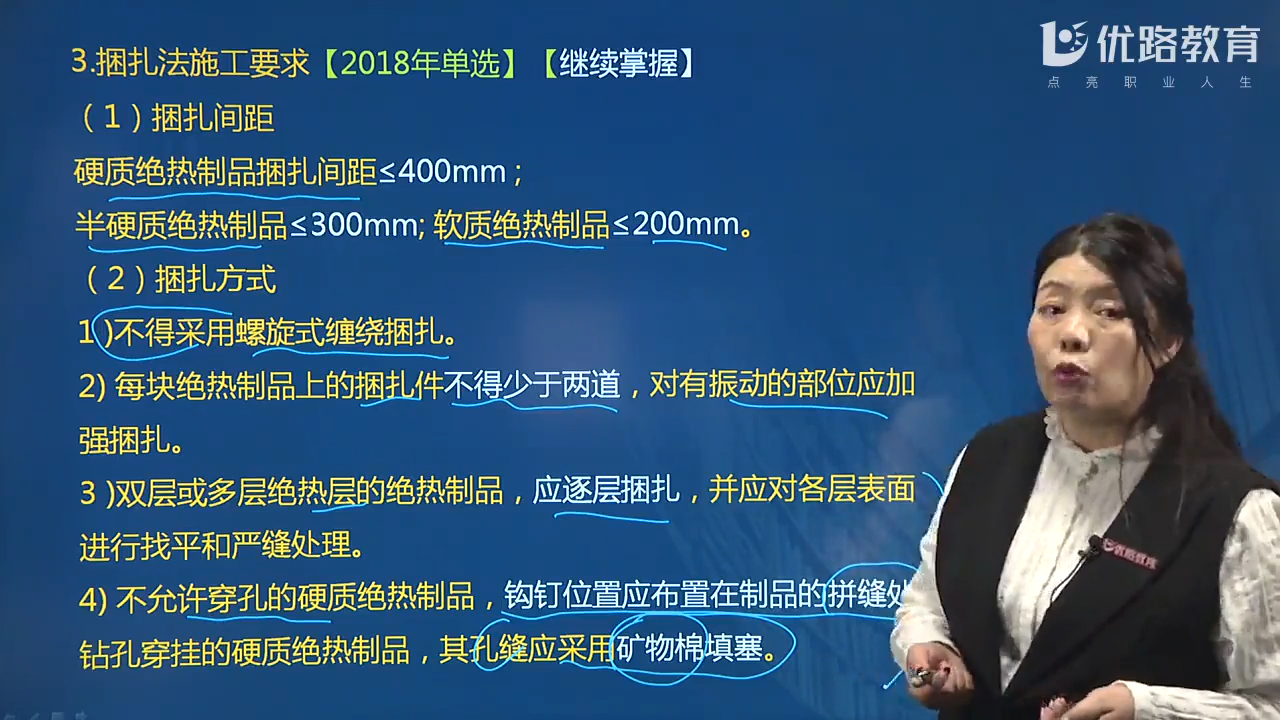 优路教育
点亮职业人生
3.捆扎法施工要求【2018年单选】【继续掌握】
（1）捆扎间距
硬质绝热制品捆扎间距≤400mm；
半硬质绝热制品≤300mm; 软质绝热制品≤200mm。
（2）捆扎方式
1 )不得采用螺旋式缠绕捆扎。
2) 每块绝热制品上的捆扎件不得少于两道，对有振动的部位应加
强捆扎。
3 )双层或多层绝热层的绝热制品，应逐层捆扎，并应对各层表面
进行找平和严缝处理。
4) 不允许穿孔的硬质绝热制品，钩钉位置应布置在制品的拼缝处
钻孔穿挂的硬质绝热制品，其孔缝应采用矿物棉填塞。
优路教育